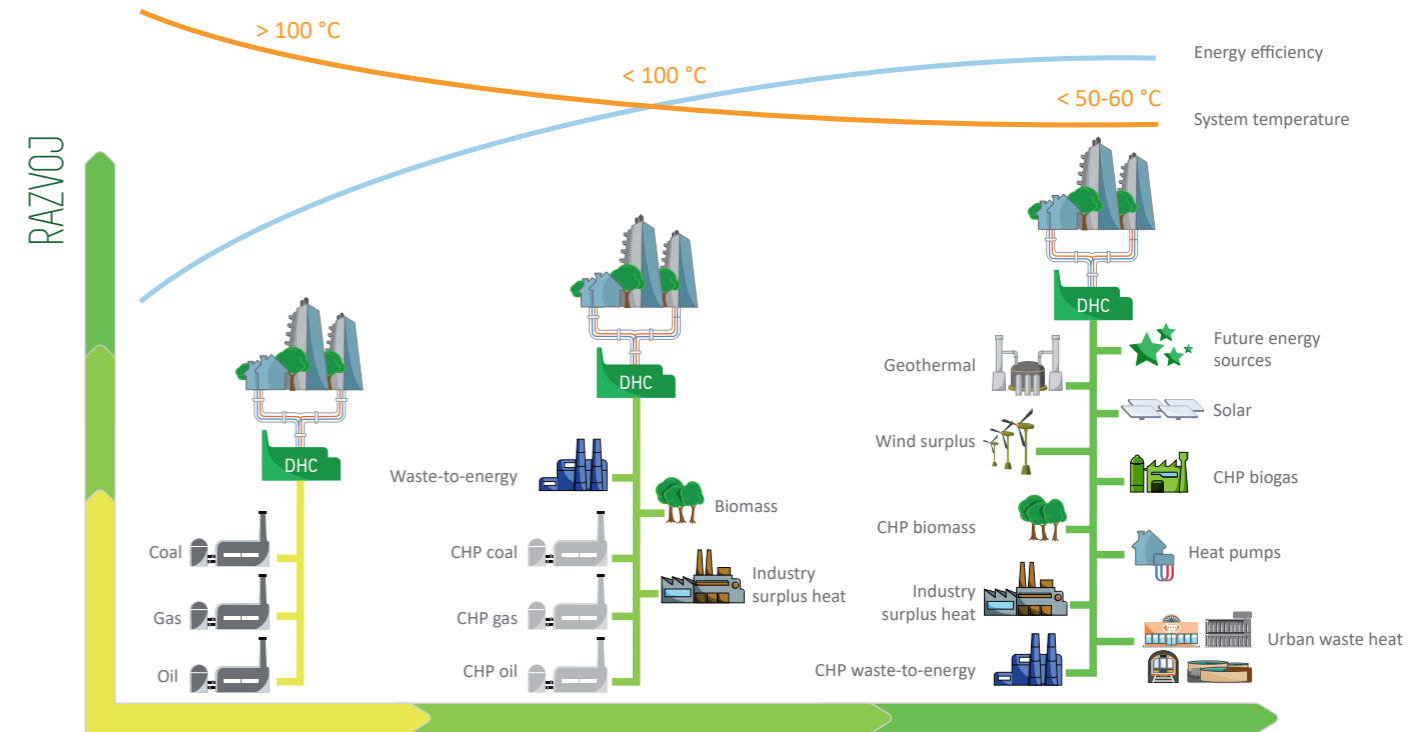 > 100 °C
< 100 °C
< 50-60 °C
Energy efficiency
System temperature
RAZVOJ
DHC
Coal
Gas
Oil
DHC
Waste-to-energy
Biomass
CHP coal
Industry
surplus heat
CHP gas
CHP oil
DHC
Future energy
sources
Geothermal
Solar
Wind surplus
CHP biogas
CHP biomass
Heat pumps
Industry
surplus heat
Urban waste heat
CHP waste-to-energy